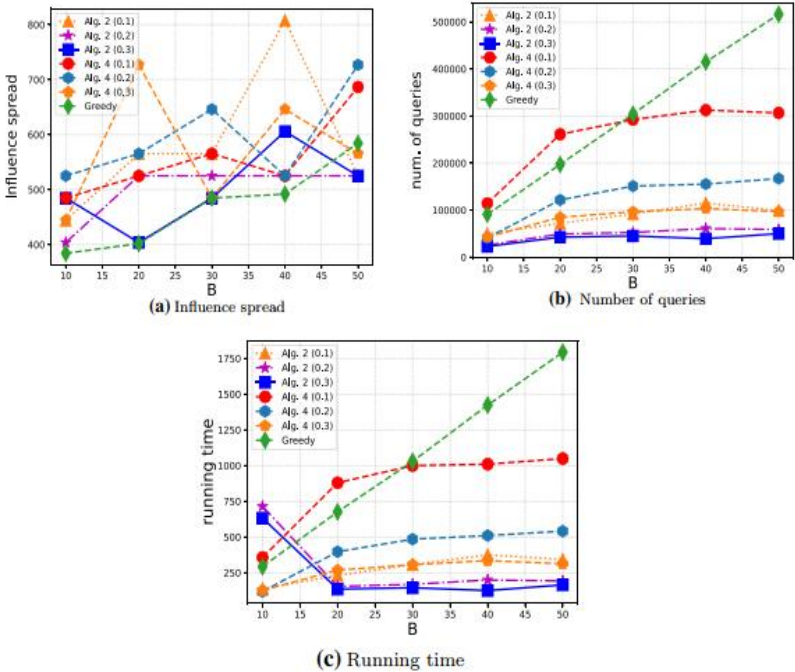 800
700
600
500
400
Influence spread
Alg. 2 (0.1)
Alg. 2 (0.2)
Alg. 2 (0.3)
Alg. 4 (0.1)
Alg. 4 (0.2)
Alg. 4 (0.3)
Greedy
10 15 20 25 30 35 40 45 50
B
(a) Influence spread
500000
400000
300000
200000
100000
0
num. of queries
Alg. 2 (0.1)
Alg. 2 (0.2)
Alg. 2 (0.3)
Alg. 4 (0.1)
Alg. 4 (0.2)
Alg. 4 (0.3)
Greedy
10 15 20 25 30 35 40 45 50
B
(b) Number of queries
1750
1500
1250
1000
750
500
250
running time
Alg. 2 (0.1)
Alg. 2 (0.2)
Alg. 2 (0.3)
Alg. 4 (0.1)
Alg. 4 (0.2)
Alg. 4 (0.3)
Greedy
10 15 20 25 30 35 40 45 50
B
(c) Running time